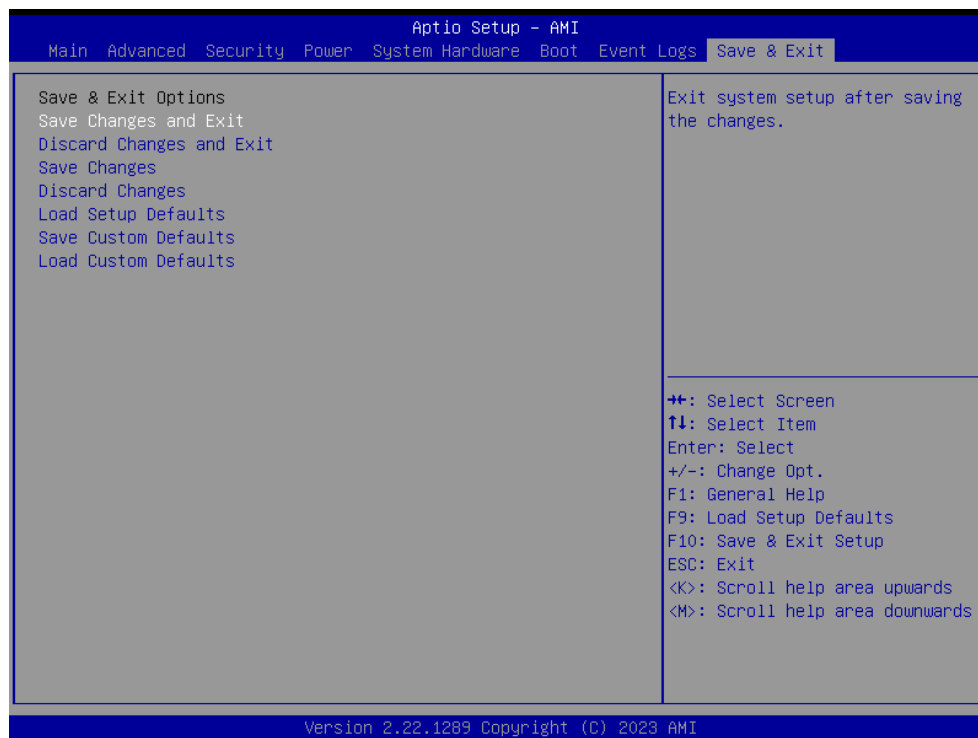 Aptio Setup - AMI
Main Advanced Security Power System Hardware Boot Event Logs Save & Exit
Save & Exit Options
Save Changes and Exit
Discard Changes and Exit
Save Changes
Discard Changes
Load Setup Defaults
Save Custom Defaults
Load Custom Defaults
Exit system setup after saving
the changes.
→←: Select Screen
↑↓: Select Item
Enter: Select
+/-: Change Opt.
F1: General Help
F9: Load Setup Defaults
F10: Save & Exit Setup
ESC: Exit
<K>: Scroll help area upwards
<M>: Scroll help area downwards
Version 2.22.1289 Copyright (C) 2023 AMI